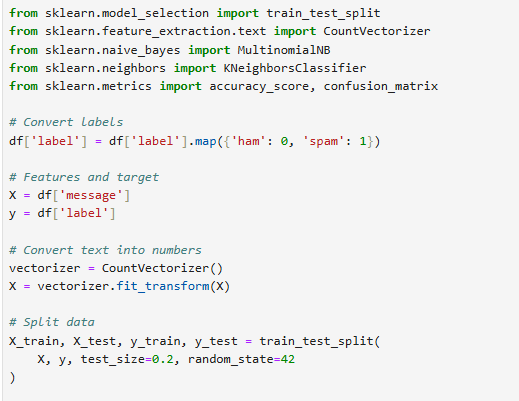 from sklearn.model_selection import train_test_split
from sklearn.feature_extraction.text import CountVectorizer
from sklearn.naive_bayes import MultinomialNB
from sklearn.neighbors import KNeighborsClassifier
from sklearn.metrics import accuracy_score, confusion_matrix

# Convert labels
df['label'] = df['label'].map({'ham': 0, 'spam': 1})

# Features and target
X = df['message']
y = df['label']

# Convert text into numbers
vectorizer = CountVectorizer()
X = vectorizer.fit_transform(X)

# Split data
X_train, X_test, y_train, y_test = train_test_split(
    X, y, test_size=0.2, random_state=42
)